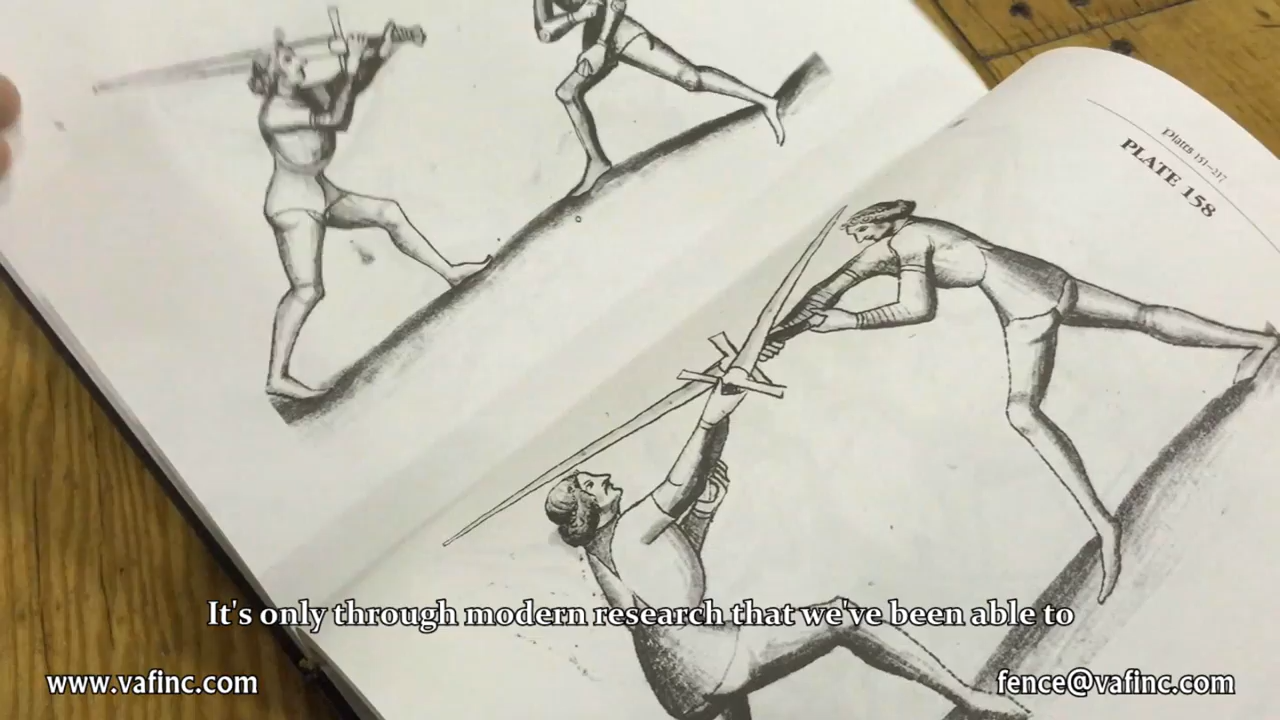 Plates 151–217
PLATE 158
It's only through modern research that we've been able to
www.vafinc.com
fence@vafinc.com